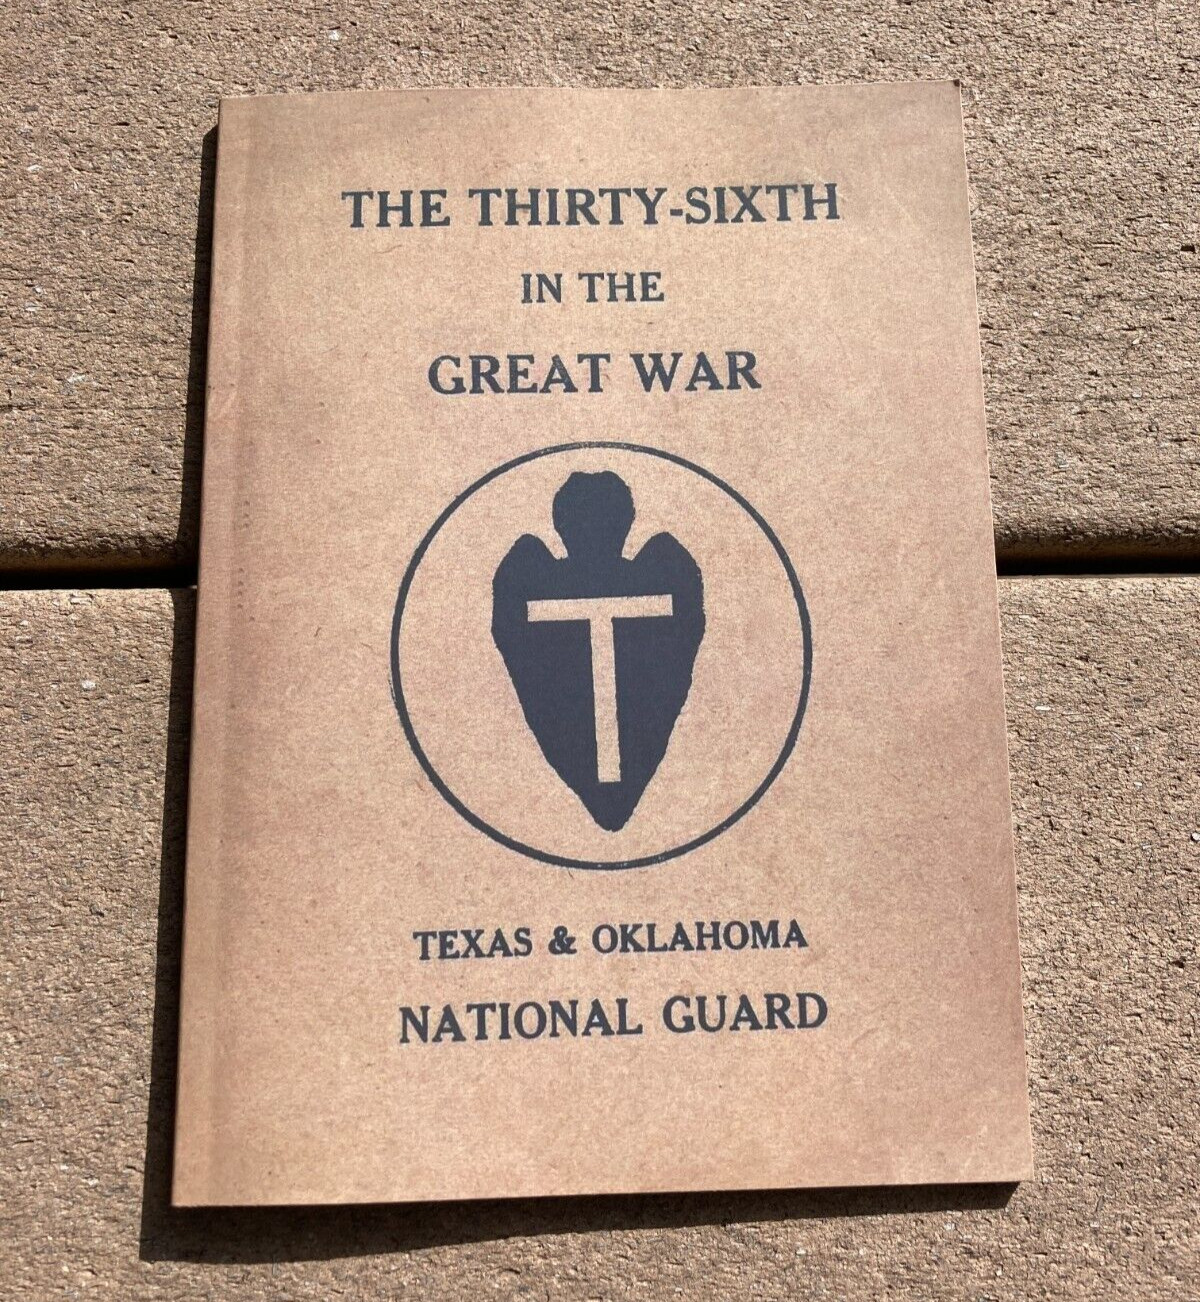 THE THIRTY-SIXTH
IN THE
GREAT WAR
T
TEXAS & OKLAHOMA
NATIONAL GUARD